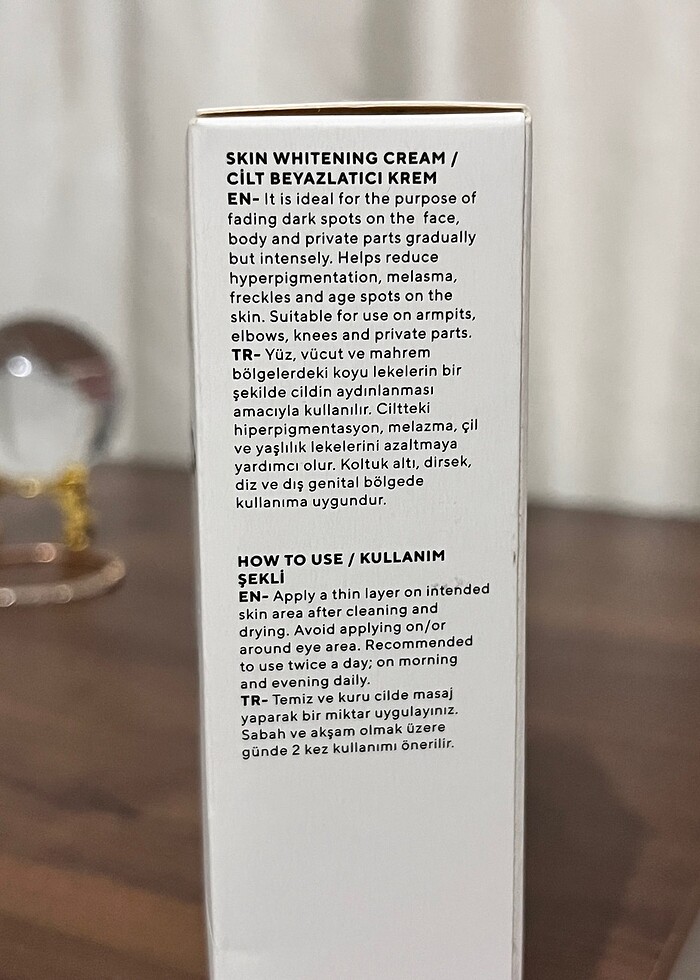 SKIN WHITENING CREAM /
CİLT BEYAZLATICI KREM
EN- It is ideal for the purpose of
fading dark spots on the face,
body and private parts gradually
but intensely. Helps reduce
hyperpigmentation, melasma,
freckles and age spots on the
skin. Suitable for use on armpits,
elbows, knees and private parts.
TR- Yüz, vücut ve mahrem
bölgelerdeki koyu lekelerin bir
şekilde cildin aydınlanması
amacıyla kullanılır. Ciltteki
hiperpigmentasyon, melazma, çil
ve yaşlılık lekelerini azaltmaya
yardımcı olur. Koltuk altı, dirsek,
diz ve dış genital bölgede
kullanıma uygundur.
HOW TO USE / KULLANIM
ŞEKLİ
EN- Apply a thin layer on intended
skin area after cleaning and
drying. Avoid applying on/or
around eye area. Recommended
to use twice a day; on morning
and evening daily.
TR- Temiz ve kuru cilde masaj
yaparak bir miktar uygulayınız.
Sabah ve akşam olmak üzere
günde 2 kez kullanımı önerilir.